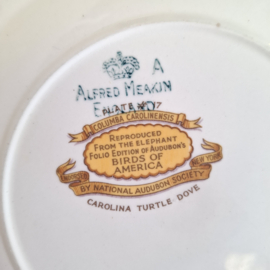 A
ALFRED MEAKIN
ENGLAND
COLUMBA CAROLINENSIS
REPRODUCED
FROM THE ELEPHANT
FOLIO EDITION OF AUDUBON'S
BIRDS OF
AMERICA
BY NATIONAL AUDUBON SOCIETY
CAROLINA TURTLE DOVE